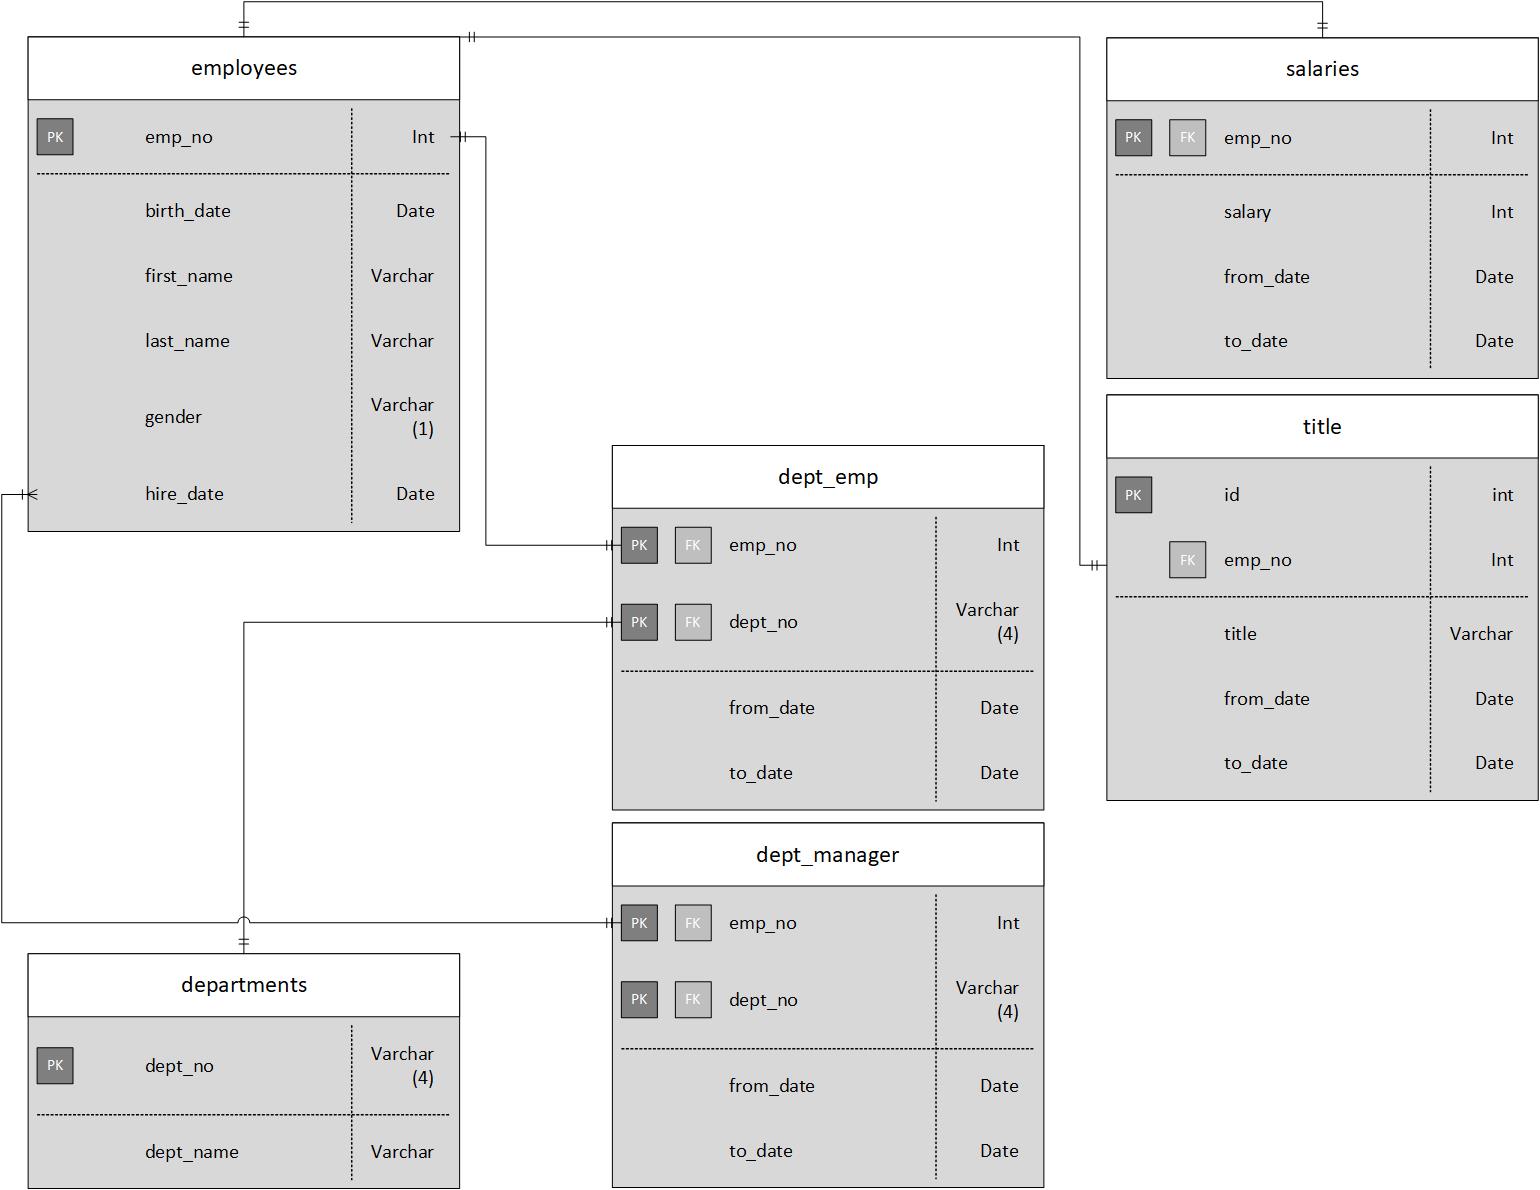 employees
PK emp_no Int
birth_date Date
first_name Varchar
last_name Varchar
gender Varchar
(1)
hire_date Date
salaries
PK FK emp_no Int
salary Int
from_date Date
to_date Date
title
PK id int
FK emp_no Int
title Varchar
from_date Date
to_date Date
dept_emp
PK FK emp_no Int
PK FK dept_no Varchar
(4)
from_date Date
to_date Date
dept_manager
PK FK emp_no Int
PK FK dept_no Varchar
(4)
from_date Date
to_date Date
departments
PK dept_no Varchar
(4)
dept_name Varchar